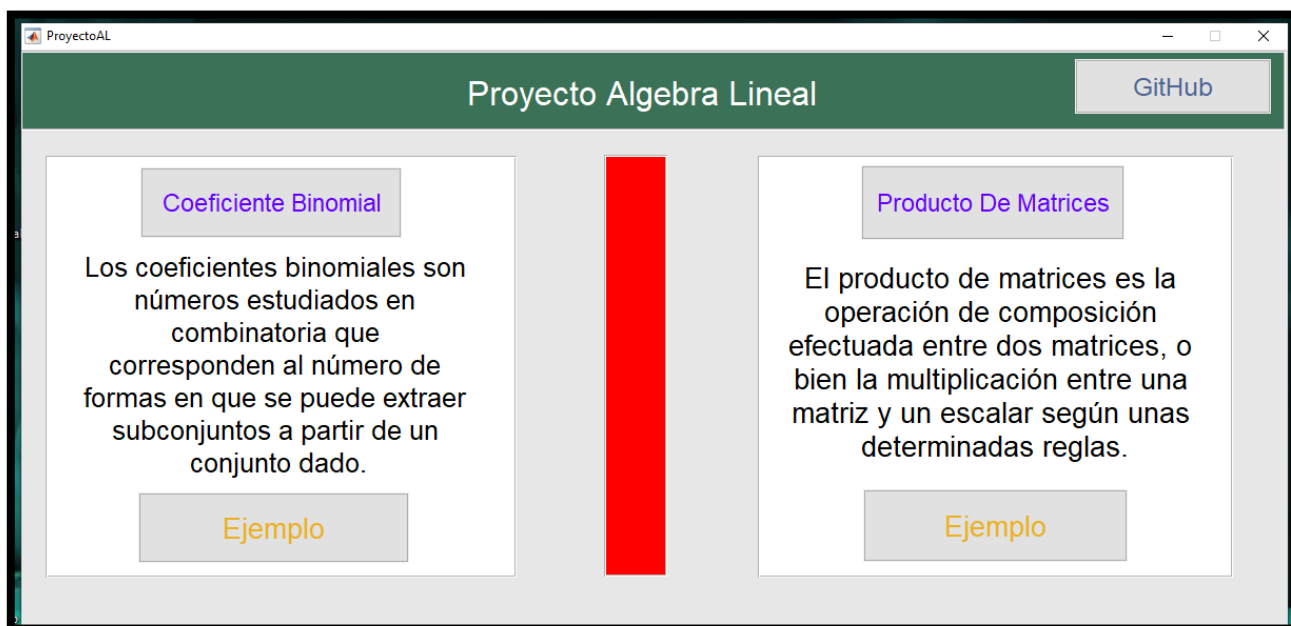 ProyectoAL
Proyecto Algebra Lineal
GitHub
Coeficiente Binomial
Los coeficientes binomiales son
números estudiados en
combinatoria que
corresponden al número de
formas en que se puede extraer
subconjuntos a partir de un
conjunto dado.
Ejemplo
Producto De Matrices
El producto de matrices es la
operación de composición
efectuada entre dos matrices, o
bien la multiplicación entre una
matriz y un escalar según unas
determinadas reglas.
Ejemplo